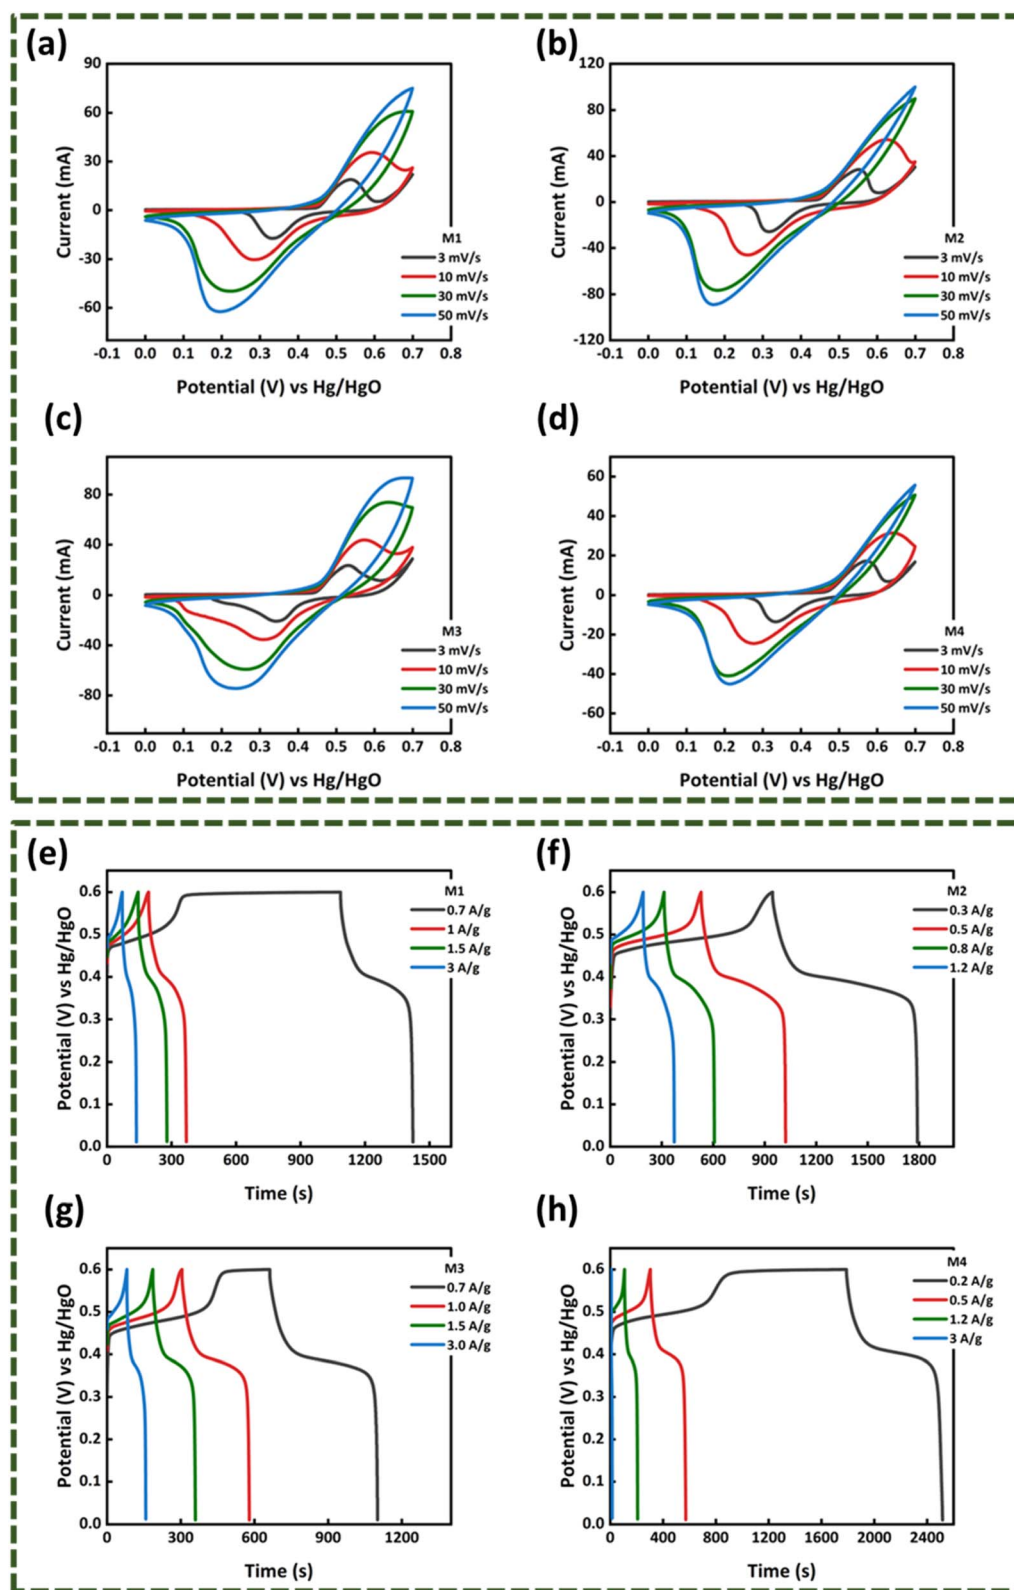 (a)
90
60
30
0
-30
-60
Current (mA)
M1
3 mV/s
10 mV/s
30 mV/s
50 mV/s
-0.1 0.0 0.1 0.2 0.3 0.4 0.5 0.6 0.7 0.8
Potential (V) vs Hg/HgO
(b)
120
80
40
0
-40
-80
-120
Current (mA)
M2
3 mV/s
10 mV/s
30 mV/s
50 mV/s
-0.1 0.0 0.1 0.2 0.3 0.4 0.5 0.6 0.7 0.8
Potential (V) vs Hg/HgO
(c)
80
40
0
-40
-80
Current (mA)
M3
3 mV/s
10 mV/s
30 mV/s
50 mV/s
-0.1 0.0 0.1 0.2 0.3 0.4 0.5 0.6 0.7 0.8
Potential (V) vs Hg/HgO
(d)
60
40
20
0
-20
-40
-60
Current (mA)
M4
3 mV/s
10 mV/s
30 mV/s
50 mV/s
-0.1 0.0 0.1 0.2 0.3 0.4 0.5 0.6 0.7 0.8
Potential (V) vs Hg/HgO
(e)
0.6
0.5
0.4
0.3
0.2
0.1
0.0
Potential (V) vs Hg/HgO
M1
0.7 A/g
1 A/g
1.5 A/g
3 A/g
0 300 600 900 1200 1500
Time (s)
(f)
0.6
0.5
0.4
0.3
0.2
0.1
0.0
Potential (V) vs Hg/HgO
M2
0.3 A/g
0.5 A/g
0.8 A/g
1.2 A/g
0 300 600 900 1200 1500 1800
Time (s)
(g)
0.6
0.5
0.4
0.3
0.2
0.1
0.0
Potential (V) vs Hg/HgO
M3
0.7 A/g
1.0 A/g
1.5 A/g
3.0 A/g
0 300 600 900 1200
Time (s)
(h)
0.6
0.5
0.4
0.3
0.2
0.1
0.0
Potential (V) vs Hg/HgO
M4
0.2 A/g
0.5 A/g
1.2 A/g
3 A/g
0 400 800 1200 1600 2000 2400
Time (s)